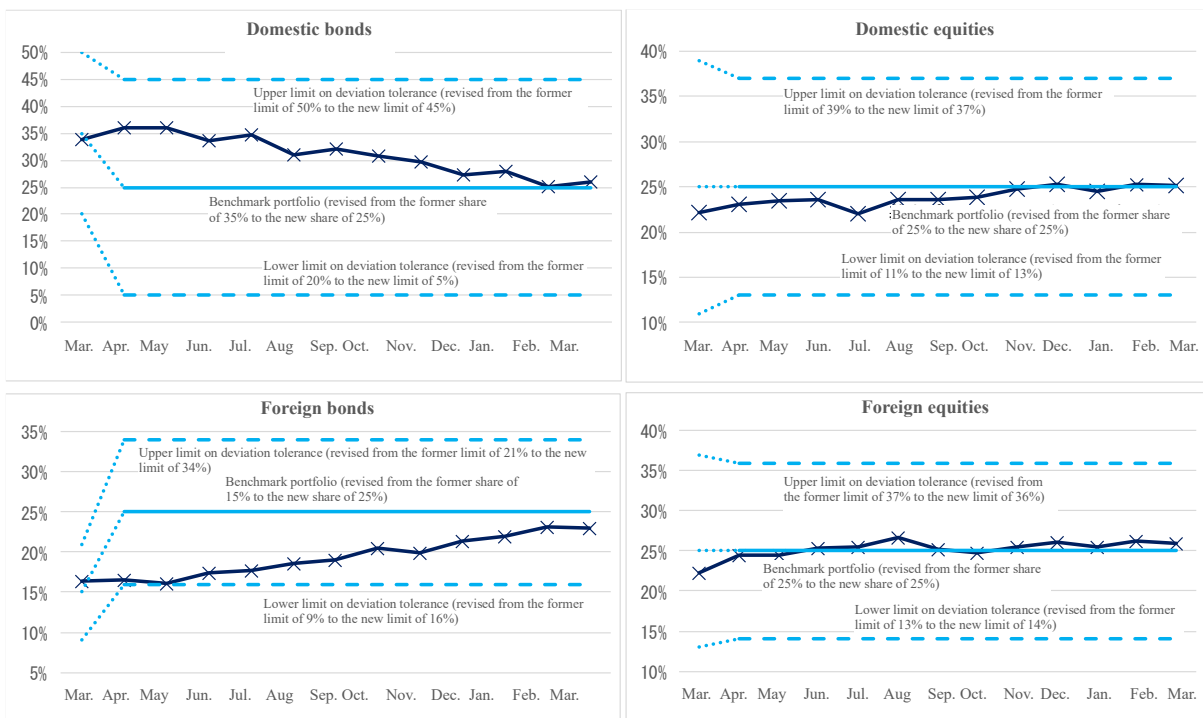 Domestic bonds
50%
45%
40%
35%
30%
25%
20%
15%
10%
5%
0%
Upper limit on deviation tolerance (revised from the former
limit of 50% to the new limit of 45%)
Benchmark portfolio (revised from the former share
of 35% to the new share of 25%)
Lower limit on deviation tolerance (revised from the former
limit of 20% to the new limit of 5%)
Mar. Apr. May Jun. Jul. Aug Sep. Oct. Nov. Dec. Jan. Feb. Mar.
Domestic equities
40%
35%
30%
25%
20%
15%
10%
Upper limit on deviation tolerance (revised from the former
limit of 39% to the new limit of 37%)
Benchmark portfolio (revised from the former share
of 25% to the new share of 25%)
Lower limit on deviation tolerance (revised from the former
limit of 11% to the new limit of 13%)
Mar. Apr. May Jun. Jul. Aug Sep. Oct. Nov. Dec. Jan. Feb. Mar.
Foreign bonds
35%
30%
25%
20%
15%
10%
5%
Upper limit on deviation tolerance (revised from the former limit of 21% to the new
limit of 34%)
Benchmark portfolio (revised from the former share of
15% to the new share of 25%)
Lower limit on deviation tolerance (revised from the former
limit of 9% to the new limit of 16%)
Mar. Apr. May Jun. Jul. Aug Sep. Oct. Nov. Dec. Jan. Feb. Mar.
Foreign equities
40%
35%
30%
25%
20%
15%
10%
Upper limit on deviation tolerance (revised from
the former limit of 37% to the new limit of 36%)
Benchmark portfolio (revised from the former share
of 25% to the new share of 25%)
Lower limit on deviation tolerance (revised from the former
limit of 13% to the new limit of 14%)
Mar. Apr. May Jun. Jul. Aug Sep. Oct. Nov. Dec. Jan. Feb. Mar.